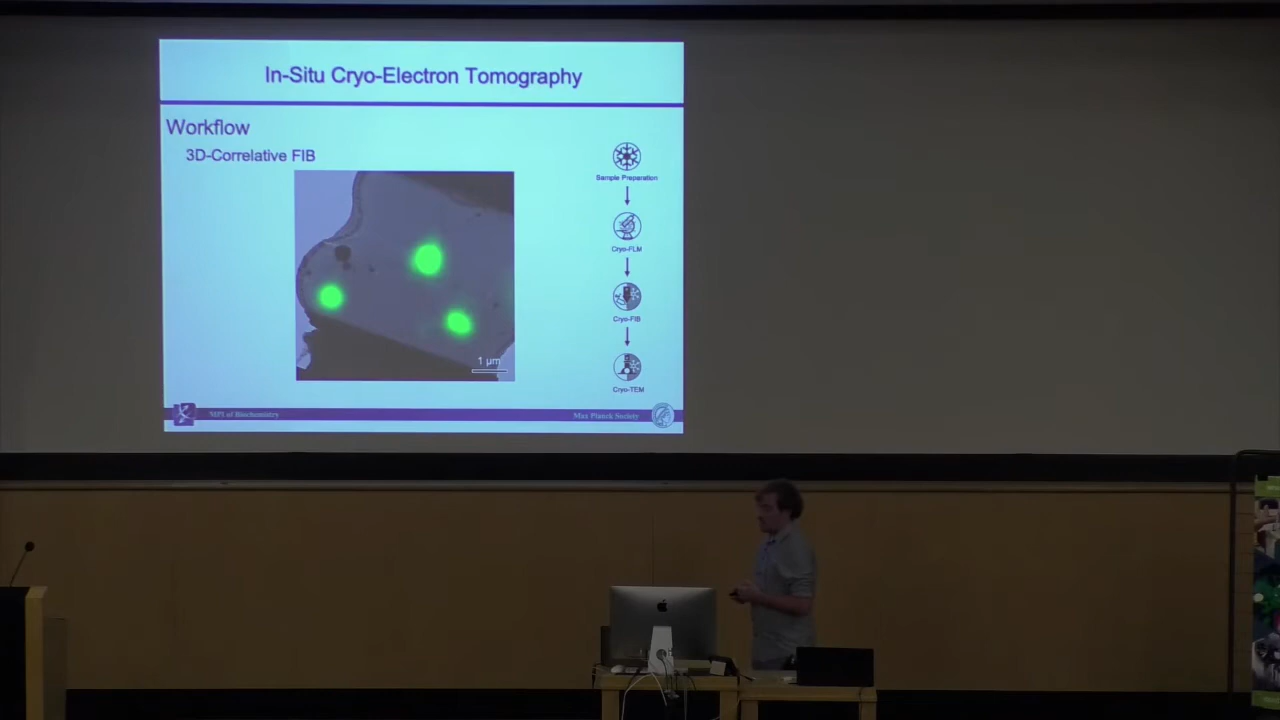 In-Situ Cryo-Electron Tomography
Workflow
3D-Correlative FIB
Sample Preparation
Cryo-FLM
Cryo-FIB
Cryo-TEM
1 µm
MPI of Biochemistry
Max Planck Society